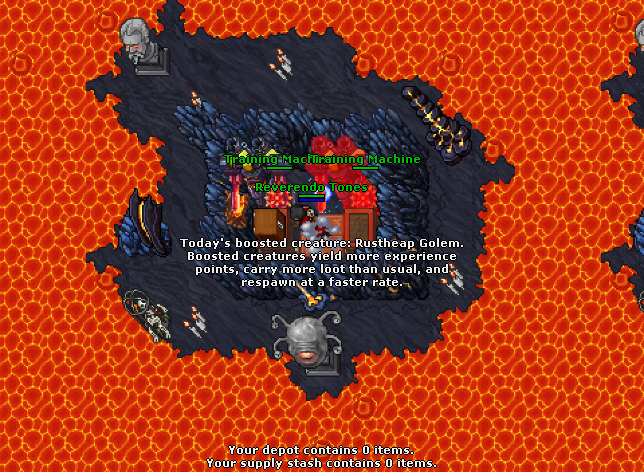 Training MachTraining Machine
Reverendo Tones
Today's boosted creature: Rustheap Golem.
Boosted creatures yield more experience
points, carry more loot than usual, and
respawn at a faster rate.
Your depot contains 0 items.
Your supply stash contains 0 items.